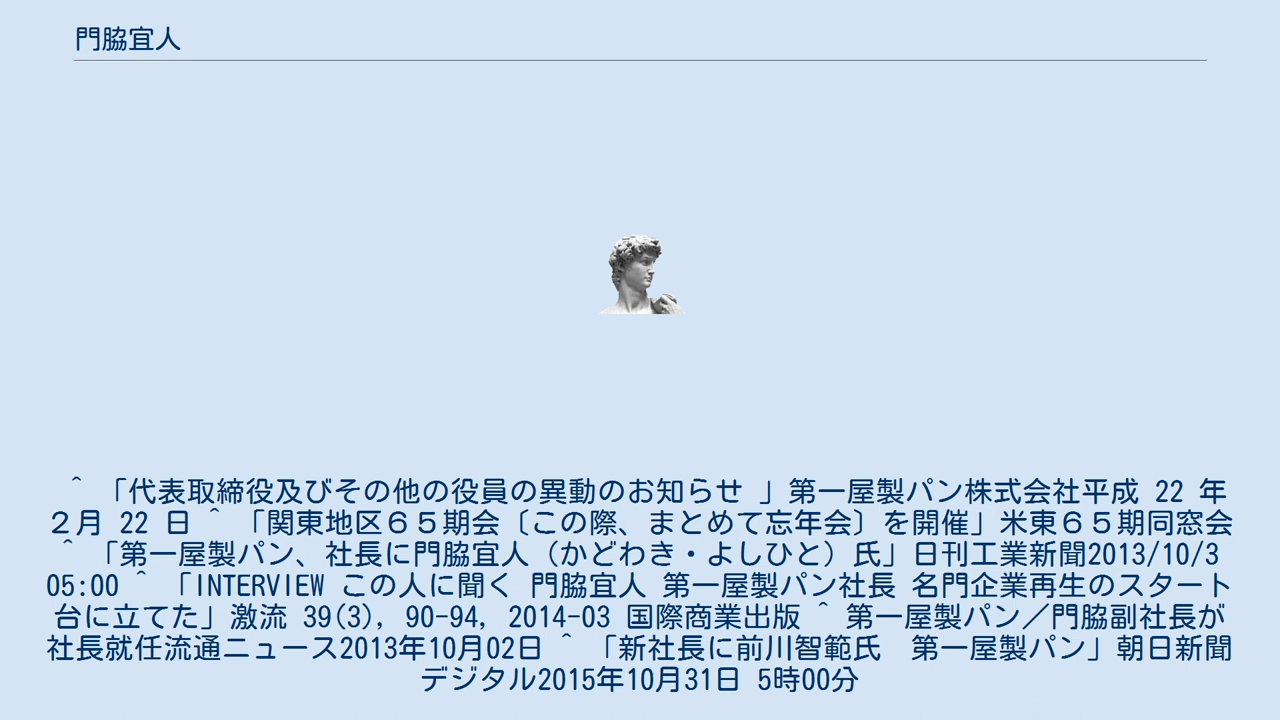 門脇宜人
＾ 「代表取締役及びその他の役員の異動のお知らせ 」第一屋製パン株式会社平成 22 年
２月 22 日 ＾ 「関東地区６５期会〔この際、まとめて忘年会〕を開催」米東６５期同窓会
＾ 「第一屋製パン、社長に門脇宜人（かどわき・よしひと）氏」日刊工業新聞2013/10/3
05:00 ＾ 「INTERVIEW この人に聞く 門脇宜人 第一屋製パン社長 名門企業再生のスタート
台に立てた」激流 39(3), 90-94, 2014-03 国際商業出版 ＾ 第一屋製パン／門脇副社長が
社長就任流通ニュース2013年10月02日 ＾ 「新社長に前川智範氏　第一屋製パン」朝日新聞
デジタル2015年10月31日 5時00分